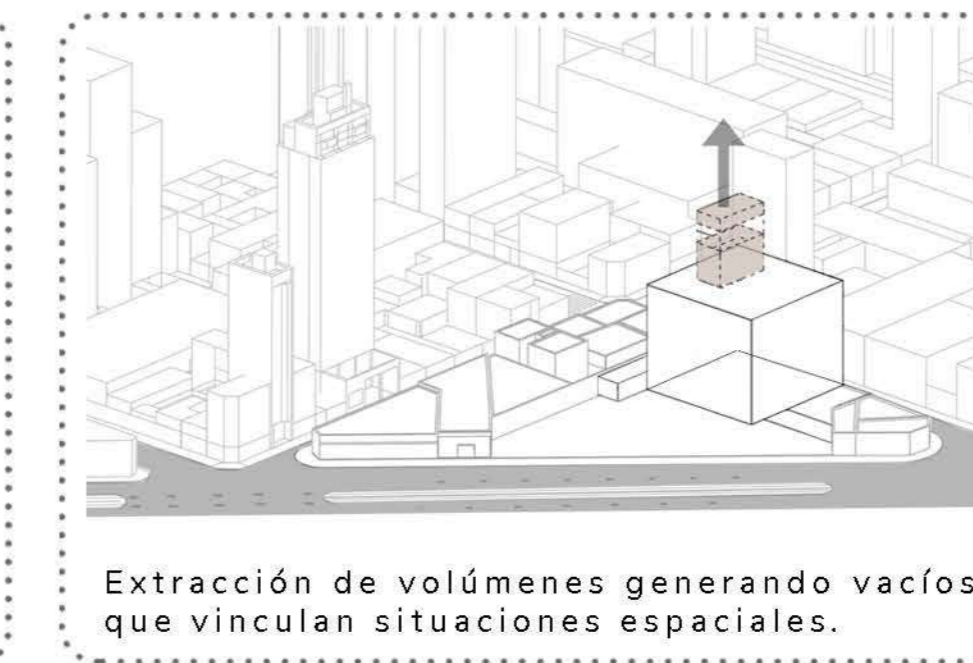 Extracción de volúmenes generando vacíos
que vinculan situaciones espaciales.